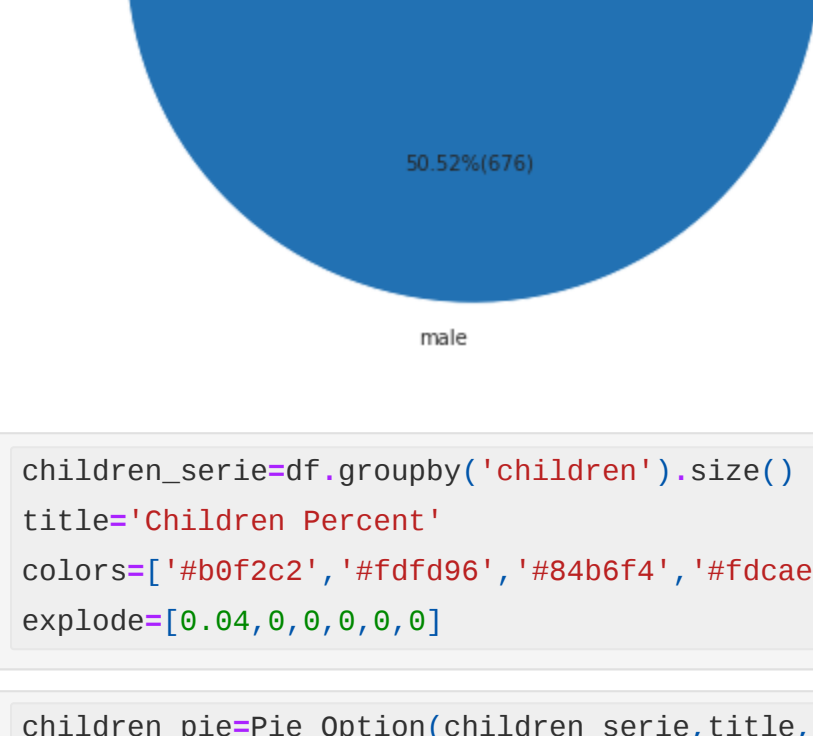 50.52%(676)
male
children_serie=df.groupby('children').size()
title='Children Percent'
colors=['#b0f2c2','#fdfd96','#84b6f4','#fdcae
explode=[0.04,0,0,0,0,0]
children_pie=Pie_Option(children_serie,title,